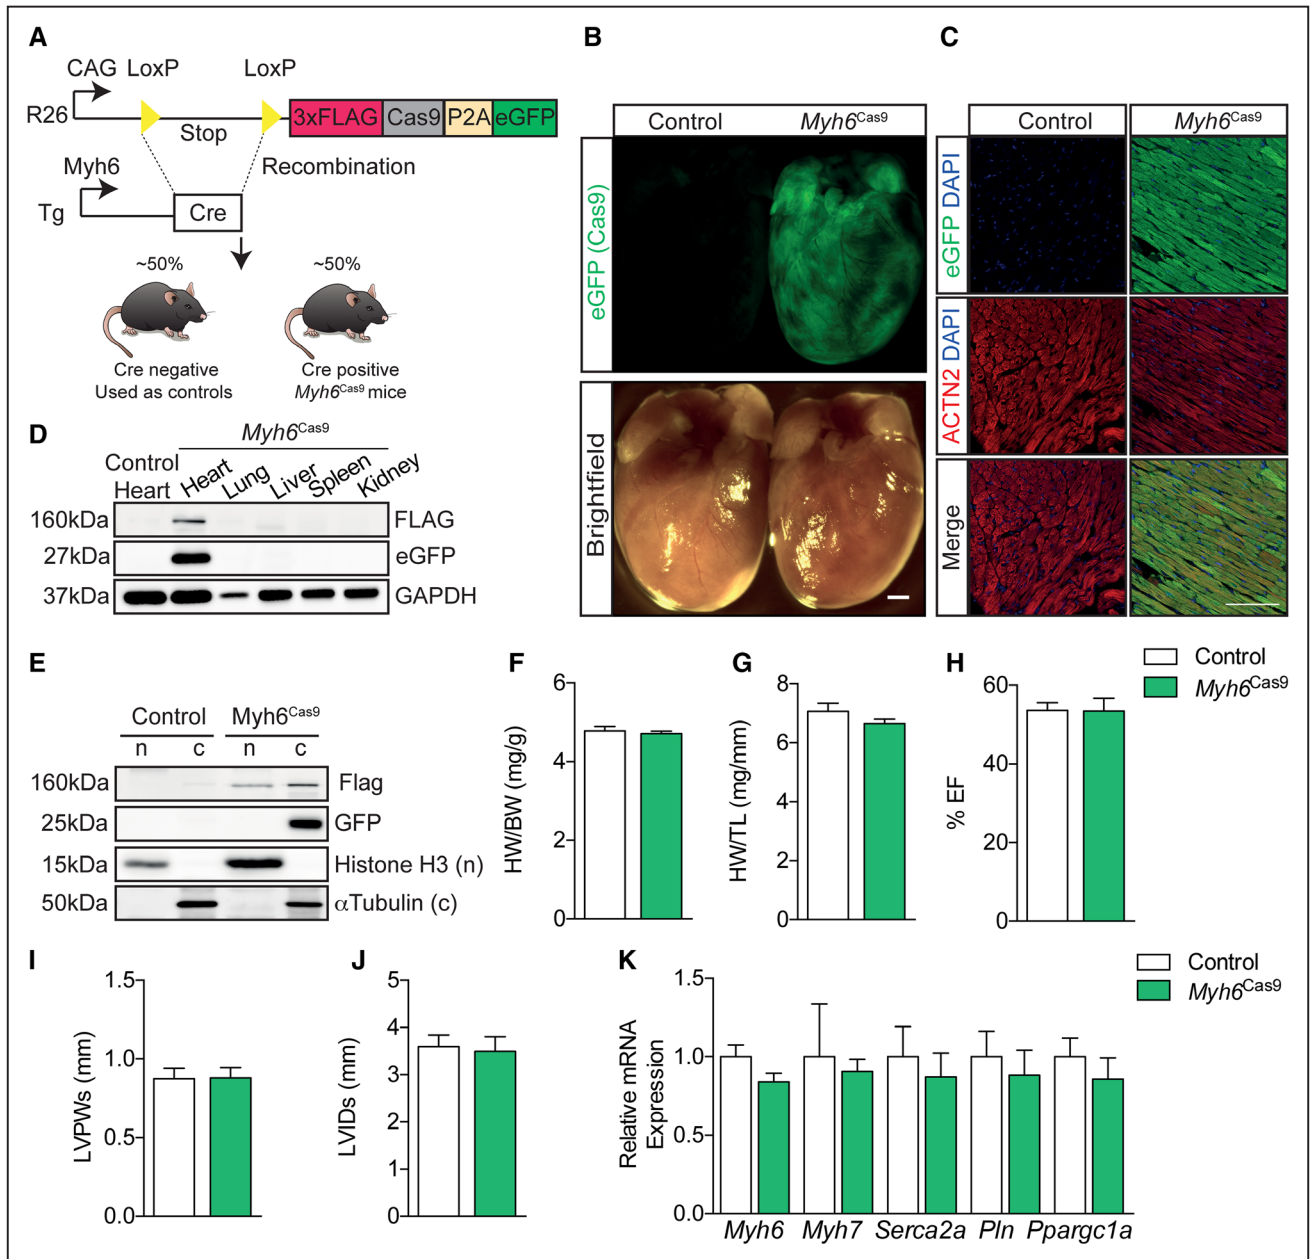 A
CAG LoxP LoxP
R26
Stop
3xFLAG Cas9 P2A eGFP
Myh6
Recombination
Tg
Cre
~50% ~50%
Cre negative
Used as controls
Cre positive
Myh6Cas9 mice
B
Control Myh6Cas9
eGFP (Cas9)
Brightfield
C
Control Myh6Cas9
eGFP DAPI
ACTN2 DAPI
Merge
D
Myh6Cas9
Control
Heart Heart Lung Liver Spleen Kidney
160kDa FLAG
27kDa eGFP
37kDa GAPDH
E
Control Myh6Cas9
n c n c
160kDa Flag
25kDa GFP
15kDa Histone H3 (n)
50kDa αTubulin (c)
F
HW/BW (mg/g)
6
4
2
0
G
HW/TL (mg/mm)
8
6
4
2
0
H
% EF
60
40
20
0
Control
Myh6Cas9
I
LVPWs (mm)
1.5
1.0
0.5
0.0
J
LVIDs (mm)
5
4
3
2
1
0
K
Relative mRNA
Expression
1.5
1.0
0.5
0.0
Myh6 Myh7 Serca2a Pln Ppargc1a
Control
Myh6Cas9